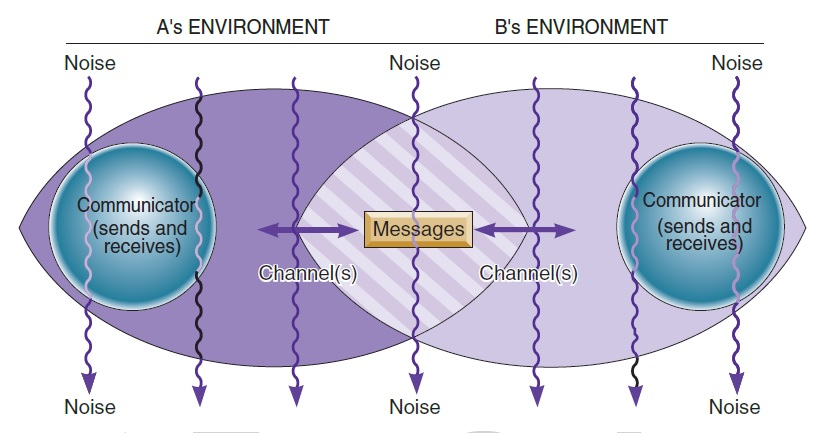 A's ENVIRONMENT
B's ENVIRONMENT
Noise
Noise
Noise
Communicator
(sends and
receives)
Messages
Communicator
(sends and
receives)
Channel(s)
Channel(s)
Noise
Noise
Noise